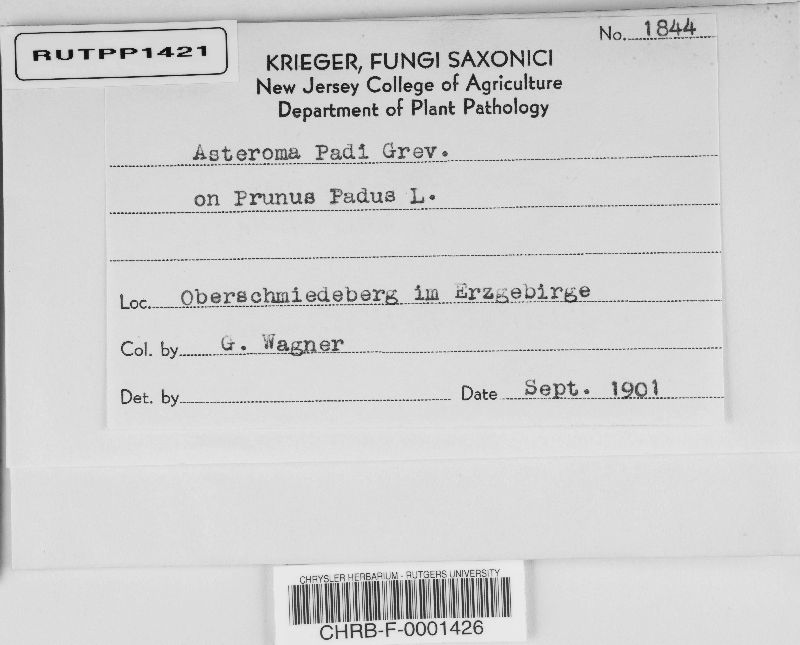 RUTPP1421
No. 1844
KRIEGER, FUNGI SAXONICI
New Jersey College of Agriculture
Department of Plant Pathology
Asteroma Padi Grev.
on Prunus Padus L.
Loc. Oberschmiedeberg im Erzgebirge
Col. by G. Wagner
Det. by
Date Sept. 1901
CHRYSLER HERBARIUM - RUTGERS UNIVERSITY
CHRB-F-0001426